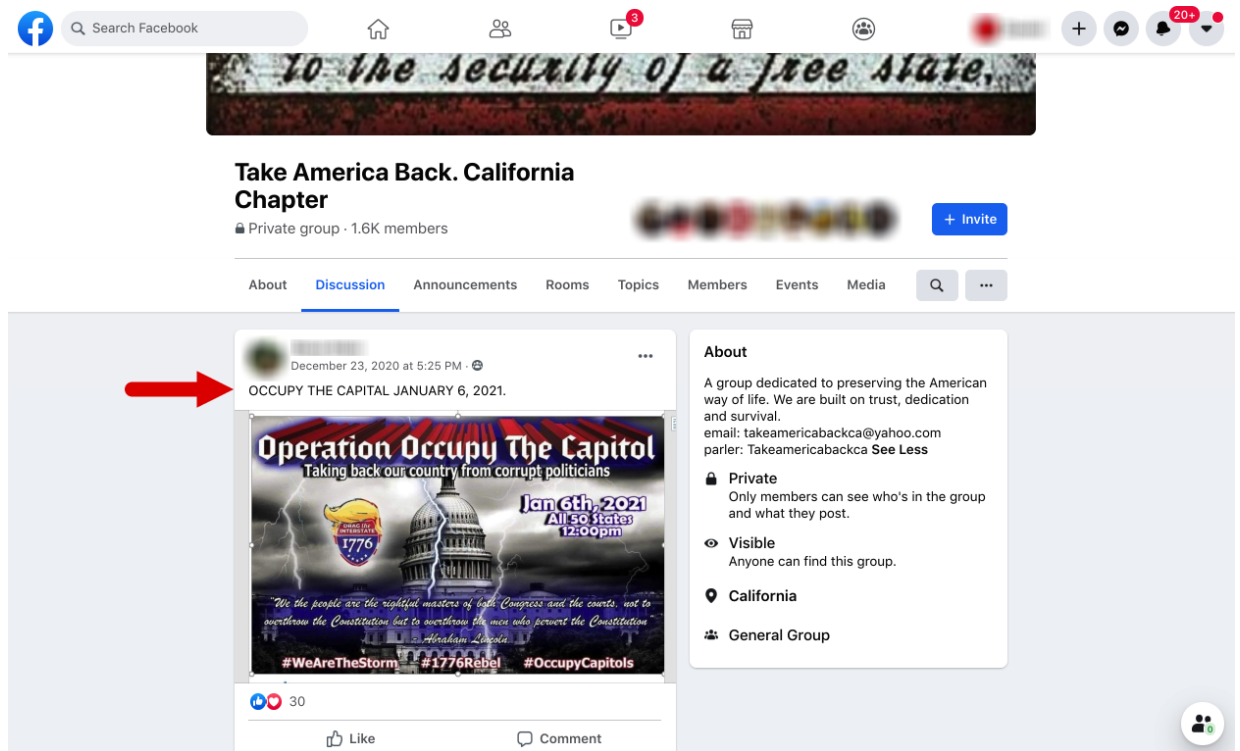 Search Facebook
3
20+
to the security of a free state,
Take America Back. California
Chapter
Private group · 1.6K members
+ Invite
About
Discussion
Announcements
Rooms
Topics
Members
Events
Media
December 23, 2020 at 5:25 PM ·
OCCUPY THE CAPITAL JANUARY 6, 2021.
Operation Occupy The Capitol
Taking back our country from corrupt politicians
Jan 6th, 2021
All 50 States
12:00pm
DRAG the
INTERSTATE
1776
"We the people are the rightful masters of both Congress and the courts, not to
overthrow the Constitution but to overthrow the men who pervert the Constitution
- Abraham Lincoln
#WeAreTheStorm #1776Rebel #OccupyCapitols
30
Like
Comment
About
A group dedicated to preserving the American
way of life. We are built on trust, dedication
and survival.
email: takeamericabackca@yahoo.com
parler: Takeamericabackca See Less
Private
Only members can see who's in the group
and what they post.
Visible
Anyone can find this group.
California
General Group
0